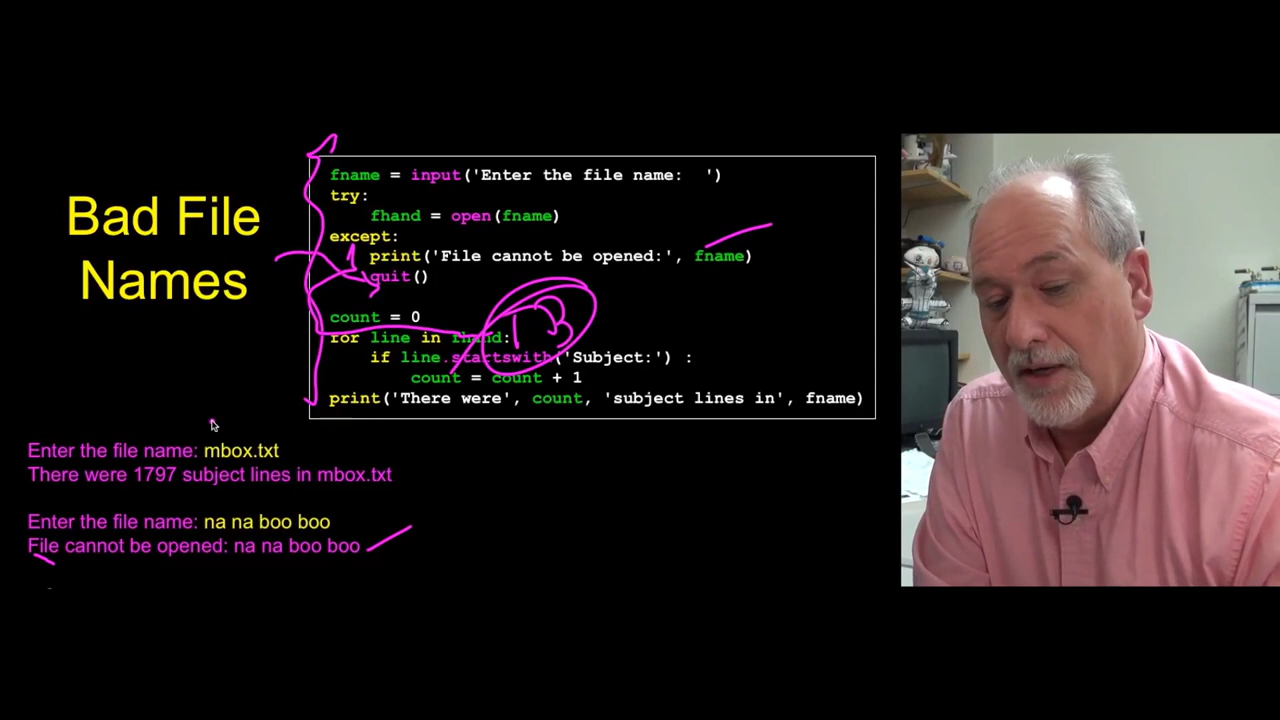 Bad File
Names
fname = input('Enter the file name:  ')
try:
    fhand = open(fname)
except:
    print('File cannot be opened:', fname)
    quit()
count = 0
for line in fhand:
    if line.startswith('Subject:') :
        count = count + 1
print('There were', count, 'subject lines in', fname)
Enter the file name: mbox.txt
There were 1797 subject lines in mbox.txt
Enter the file name: na na boo boo
File cannot be opened: na na boo boo